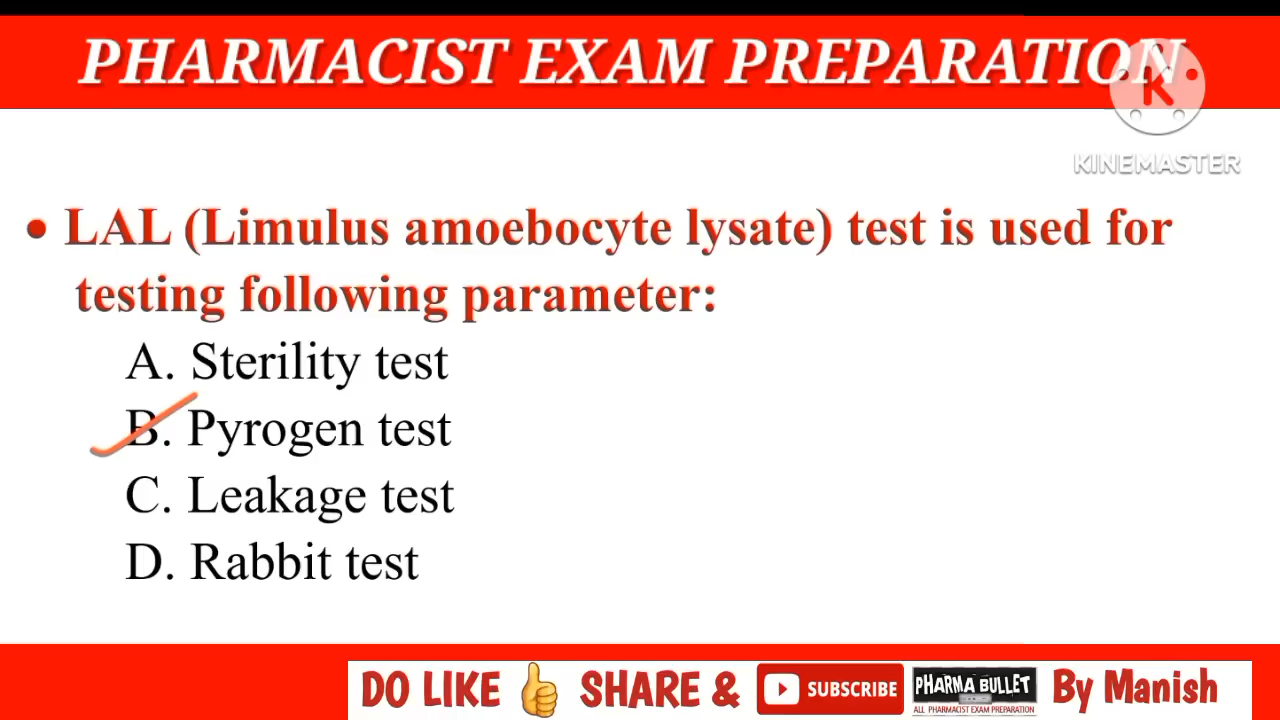 PHARMACIST EXAM PREPARATION
K
KINEMASTER
• LAL (Limulus amoebocyte lysate) test is used for
testing following parameter:
A. Sterility test
B. Pyrogen test
C. Leakage test
D. Rabbit test
DO LIKE 👍 SHARE & SUBSCRIBE PHARMA BULLET By Manish
ALL PHARMACIST EXAM PREPARATION